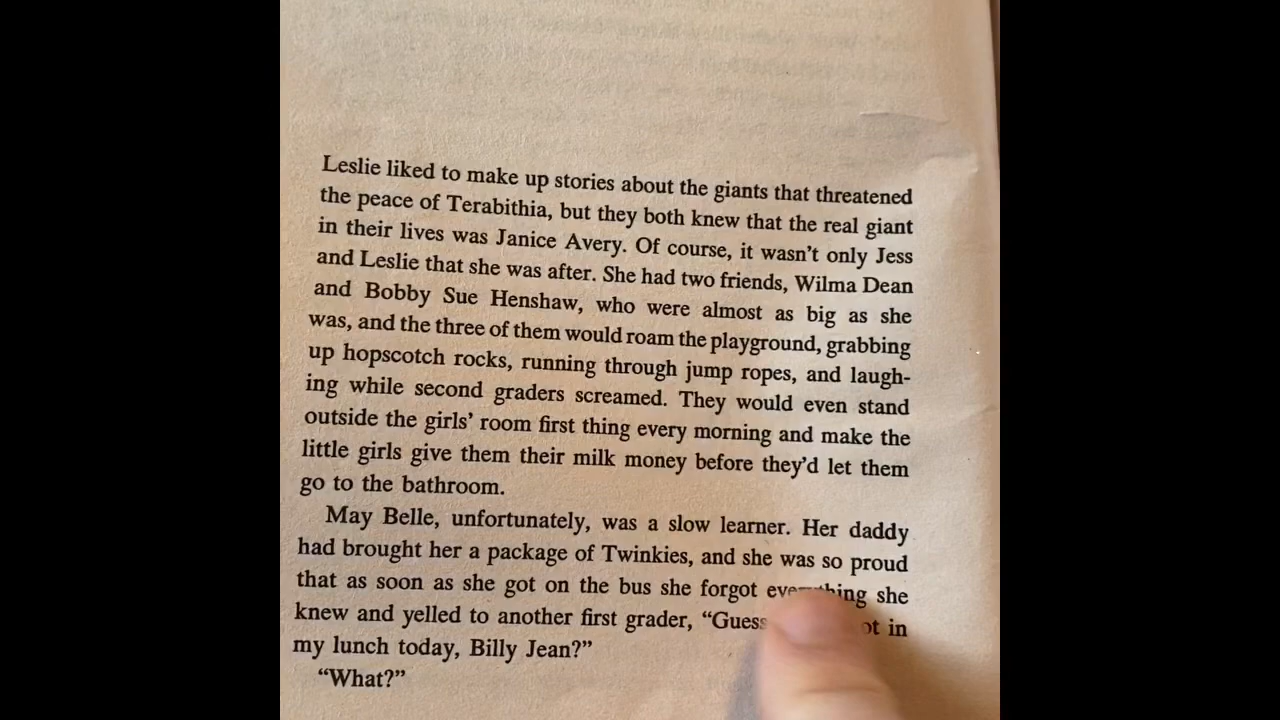 Leslie liked to make up stories about the giants that threatened
the peace of Terabithia, but they both knew that the real giant
in their lives was Janice Avery. Of course, it wasn't only Jess
and Leslie that she was after. She had two friends, Wilma Dean
and Bobby Sue Henshaw, who were almost as big as she
was, and the three of them would roam the playground, grabbing
up hopscotch rocks, running through jump ropes, and laugh-
ing while second graders screamed. They would even stand
outside the girls' room first thing every morning and make the
little girls give them their milk money before they'd let them
go to the bathroom.
May Belle, unfortunately, was a slow learner. Her daddy
had brought her a package of Twinkies, and she was so proud
that as soon as she got on the bus she forgot everything she
knew and yelled to another first grader, "Guess in
my lunch today, Billy Jean?"
"What?"